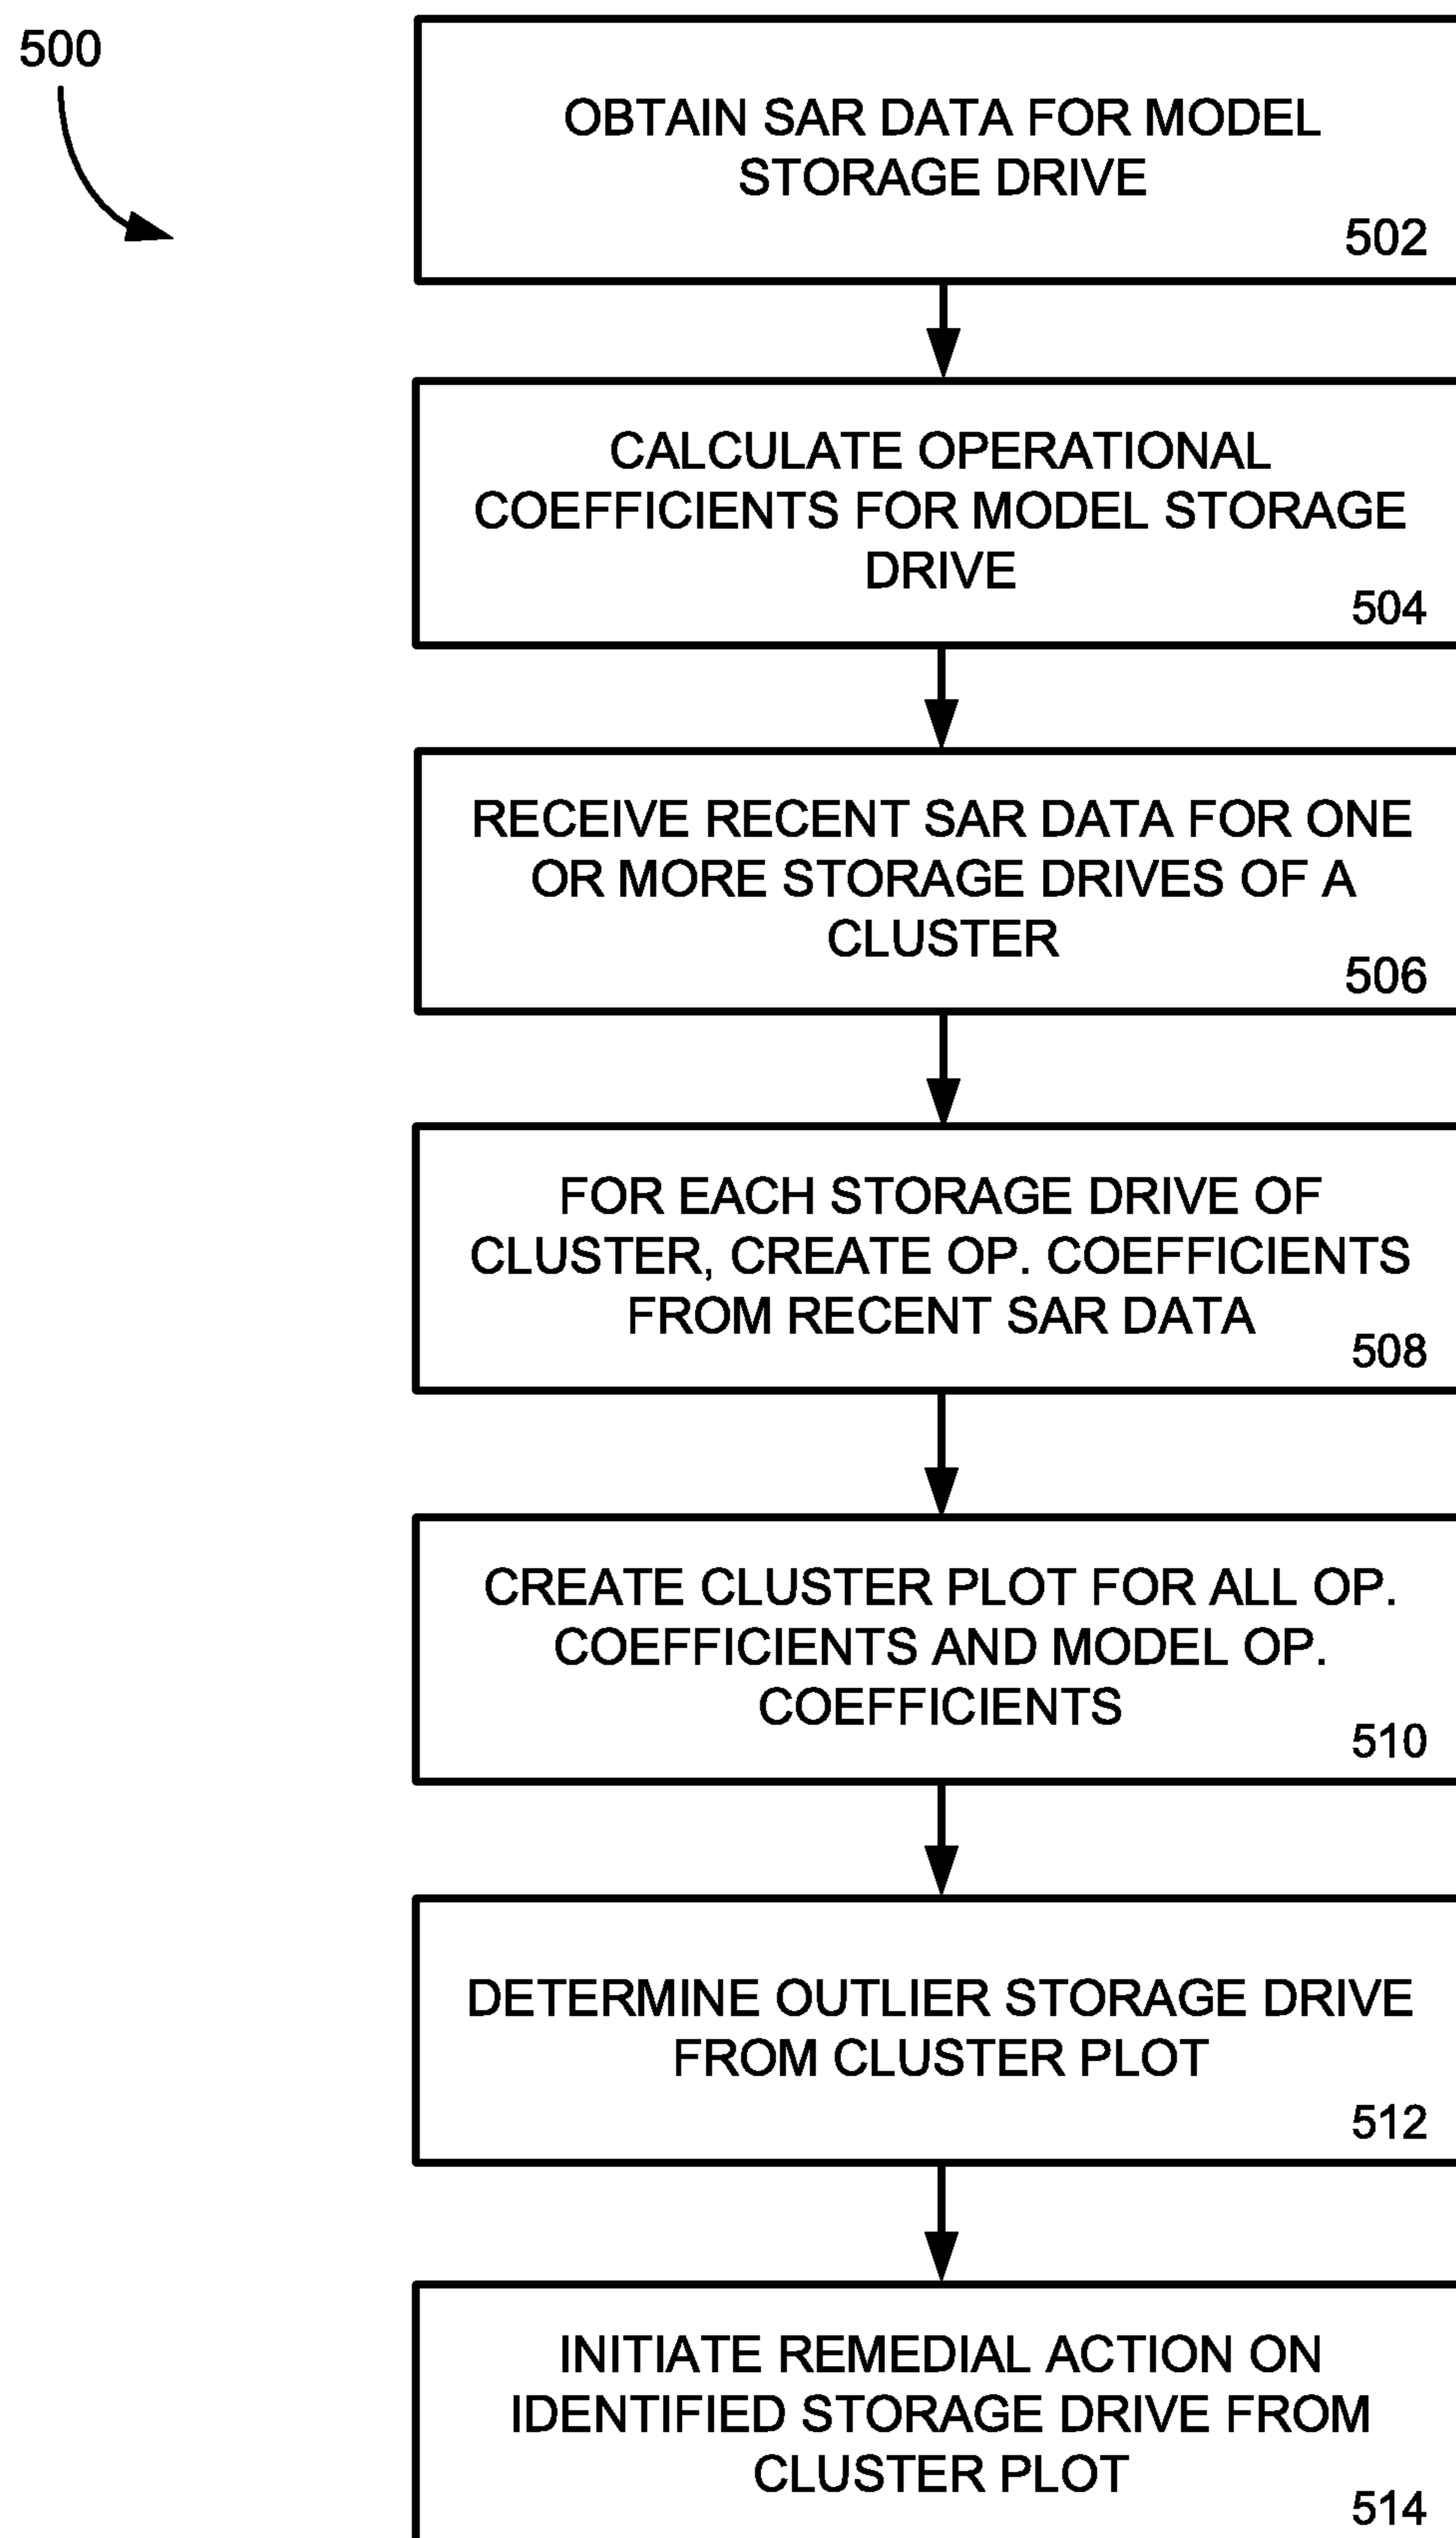 500
OBTAIN SAR DATA FOR MODEL
STORAGE DRIVE
502
CALCULATE OPERATIONAL
COEFFICIENTS FOR MODEL STORAGE
DRIVE
504
RECEIVE RECENT SAR DATA FOR ONE
OR MORE STORAGE DRIVES OF A
CLUSTER
506
FOR EACH STORAGE DRIVE OF
CLUSTER, CREATE OP. COEFFICIENTS
FROM RECENT SAR DATA
508
CREATE CLUSTER PLOT FOR ALL OP.
COEFFICIENTS AND MODEL OP.
COEFFICIENTS
510
DETERMINE OUTLIER STORAGE DRIVE
FROM CLUSTER PLOT
512
INITIATE REMEDIAL ACTION ON
IDENTIFIED STORAGE DRIVE FROM
CLUSTER PLOT
514